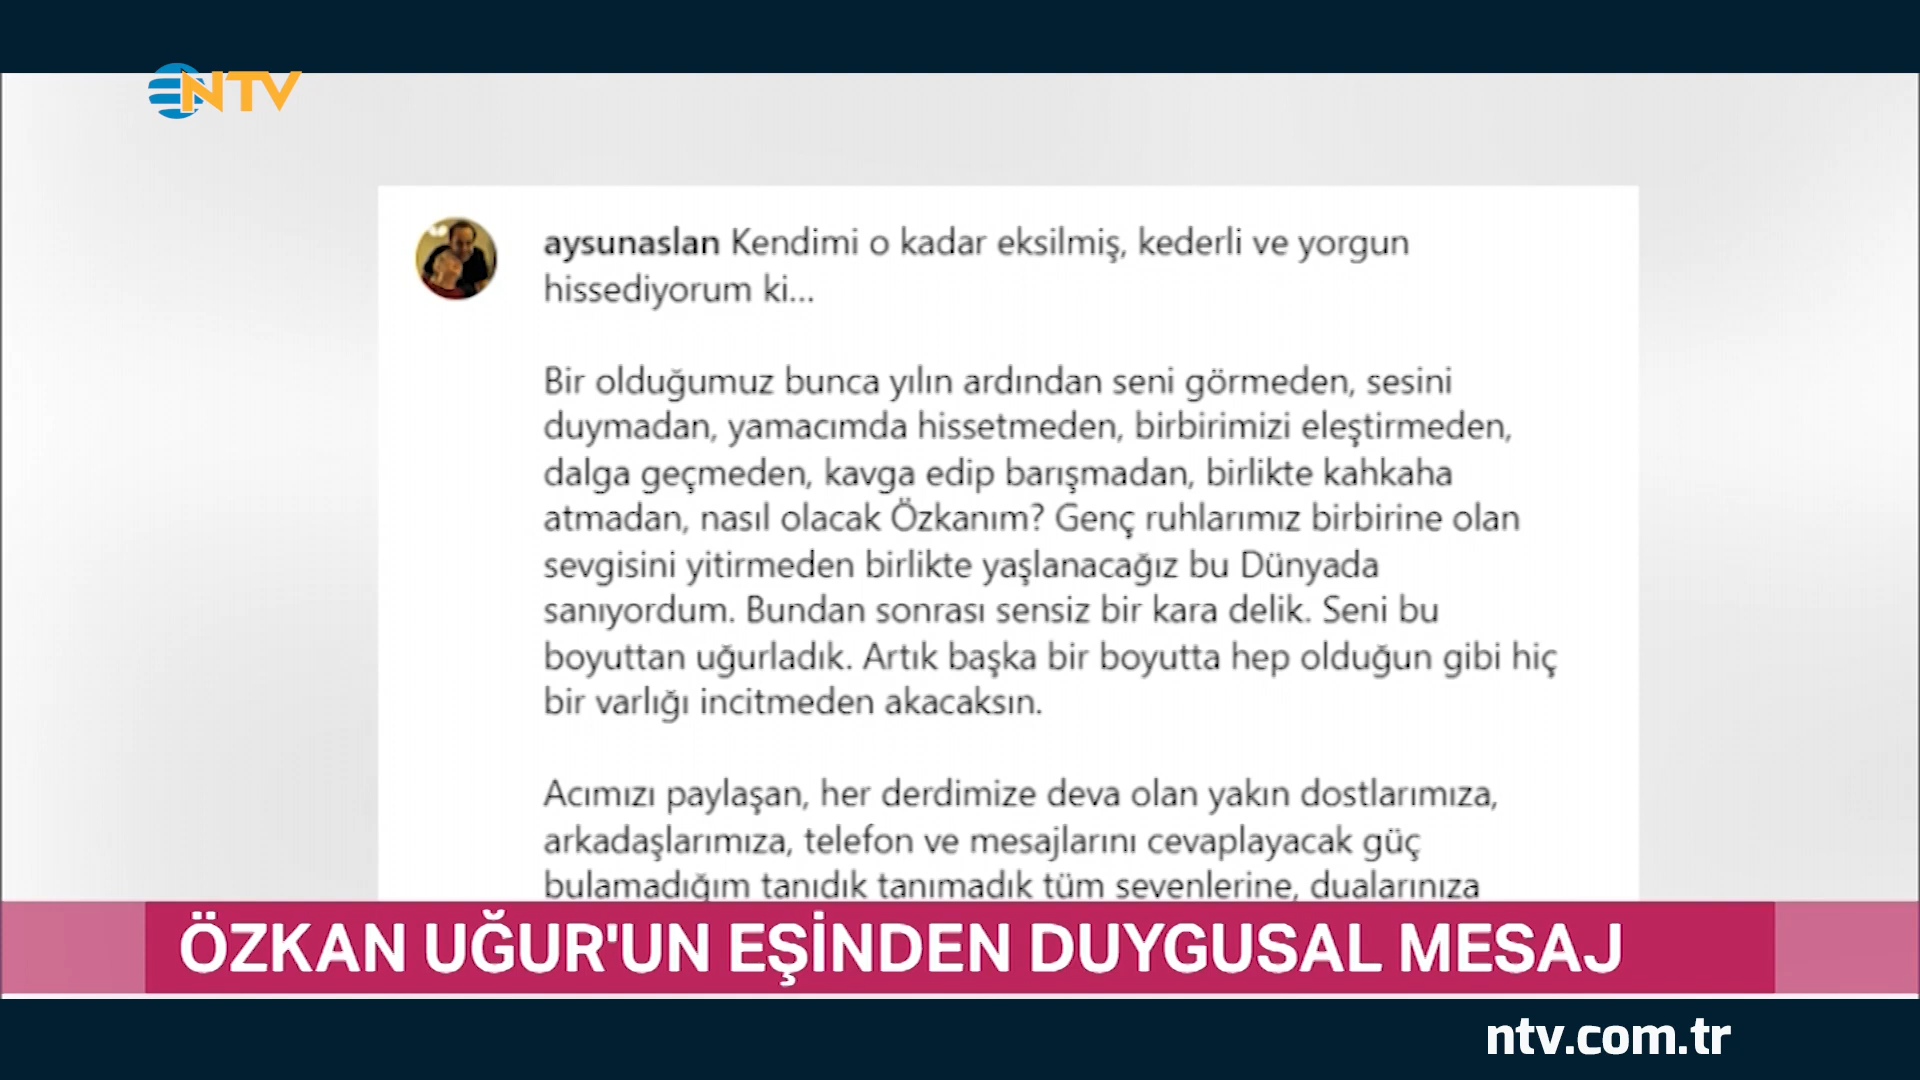 NTV
aysunaslan Kendimi o kadar eksilmiş, kederli ve yorgun
hissediyorum ki...
Bir olduğumuz bunca yılın ardından seni görmeden, sesini
duymadan, yamacımda hissetmeden, birbirimizi eleştirmeden,
dalga geçmeden, kavga edip barışmadan, birlikte kahkaha
atmadan, nasıl olacak Özkanım? Genç ruhlarımız birbirine olan
sevgisini yitirmeden birlikte yaşlanacağız bu Dünyada
sanıyordum. Bundan sonrası sensiz bir kara delik. Seni bu
boyuttan uğurladık. Artık başka bir boyutta hep olduğun gibi hiç
bir varlığı incitmeden akacaksın.
Acımızı paylaşan, her derdimize deva olan yakın dostlarımıza,
arkadaşlarımıza, telefon ve mesajlarını cevaplayacak güç
bulamadığım tanıdık tanımadık tüm sevenlerine, dualarınıza
ÖZKAN UĞUR'UN EŞİNDEN DUYGUSAL MESAJ
ntv.com.tr